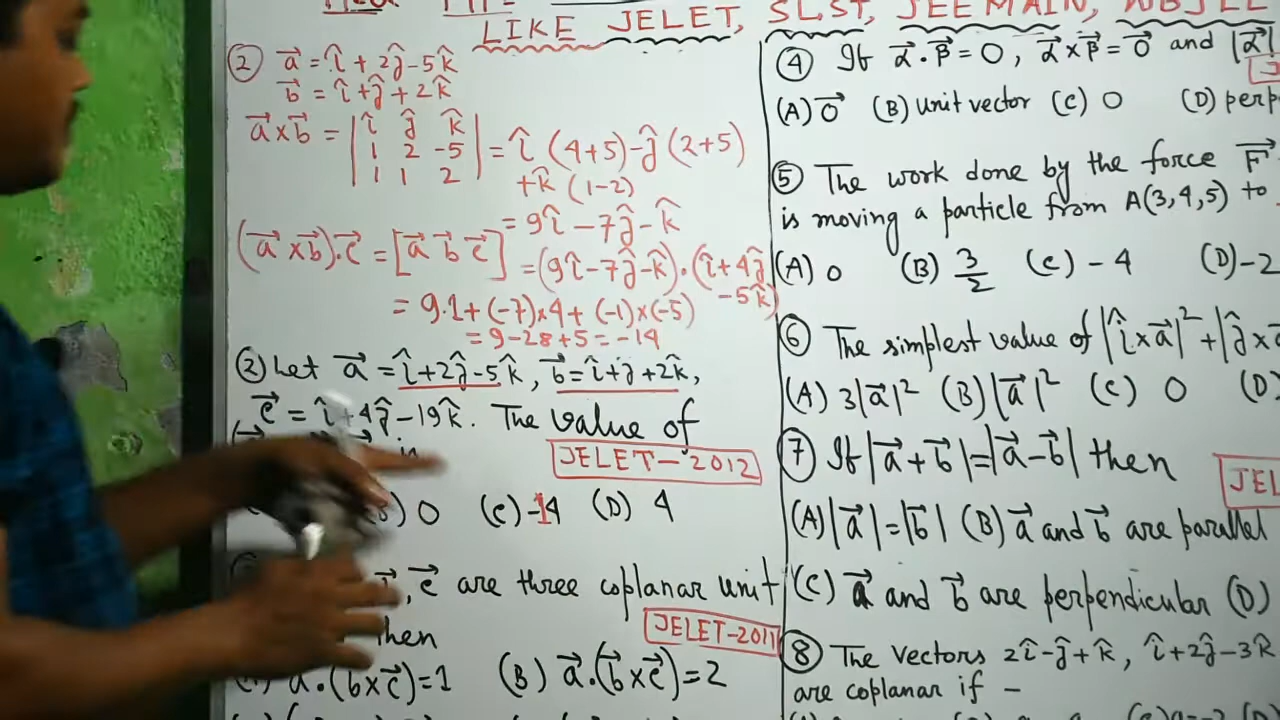 LIKE JELET, SLST, JEE MAIN, WBJEE
② a⃗ = î + 2ĵ - 5k̂
b⃗ = î + ĵ + 2k̂
a⃗ x b⃗ = | î ĵ k̂ | = î (4+5) - ĵ (2+5)
1 2 -5
1 1 2
+ k̂ (1-2)
= 9î - 7ĵ - k̂
(a⃗ x b⃗).c⃗ = [a⃗ b⃗ c⃗] = (9î - 7ĵ - k̂).(î + 4ĵ
- 5k̂)
= 9.1 + (-7)x4 + (-1)x(-5)
= 9 - 28 + 5 = -14
② Let a⃗ = î + 2ĵ - 5k̂, b⃗ = î + ĵ + 2k̂,
c⃗ = î + 4ĵ - 19k̂. The value of
JELET-2012
0 (C) -14 (D) 4
c⃗ are three coplanar unit
then
JELET-2011
a⃗.(b⃗ x c⃗) = 1 (B) a⃗.(b⃗ x c⃗) = 2
④ If α⃗.β⃗ = 0, α⃗ x β⃗ = 0⃗ and |α⃗|
(A) 0⃗ (B) unit vector (C) 0 (D) perp
⑤ The work done by the force F⃗
is moving a particle from A(3,4,5) to
(A) 0 (B) 3/2 (C) -4 (D) -2
⑥ The simplest value of |î x a⃗|² + |ĵ x
(A) 3|a⃗|² (B) |a⃗|² (C) 0 (D)
⑦ If |a⃗ + b⃗| = |a⃗ - b⃗| then
JEL
(A) |a⃗| = |b⃗| (B) a⃗ and b⃗ are parallel
(C) a⃗ and b⃗ are perpendicular (D)
⑧ The vectors 2î - ĵ + k̂, î + 2ĵ - 3k̂
are coplanar if -